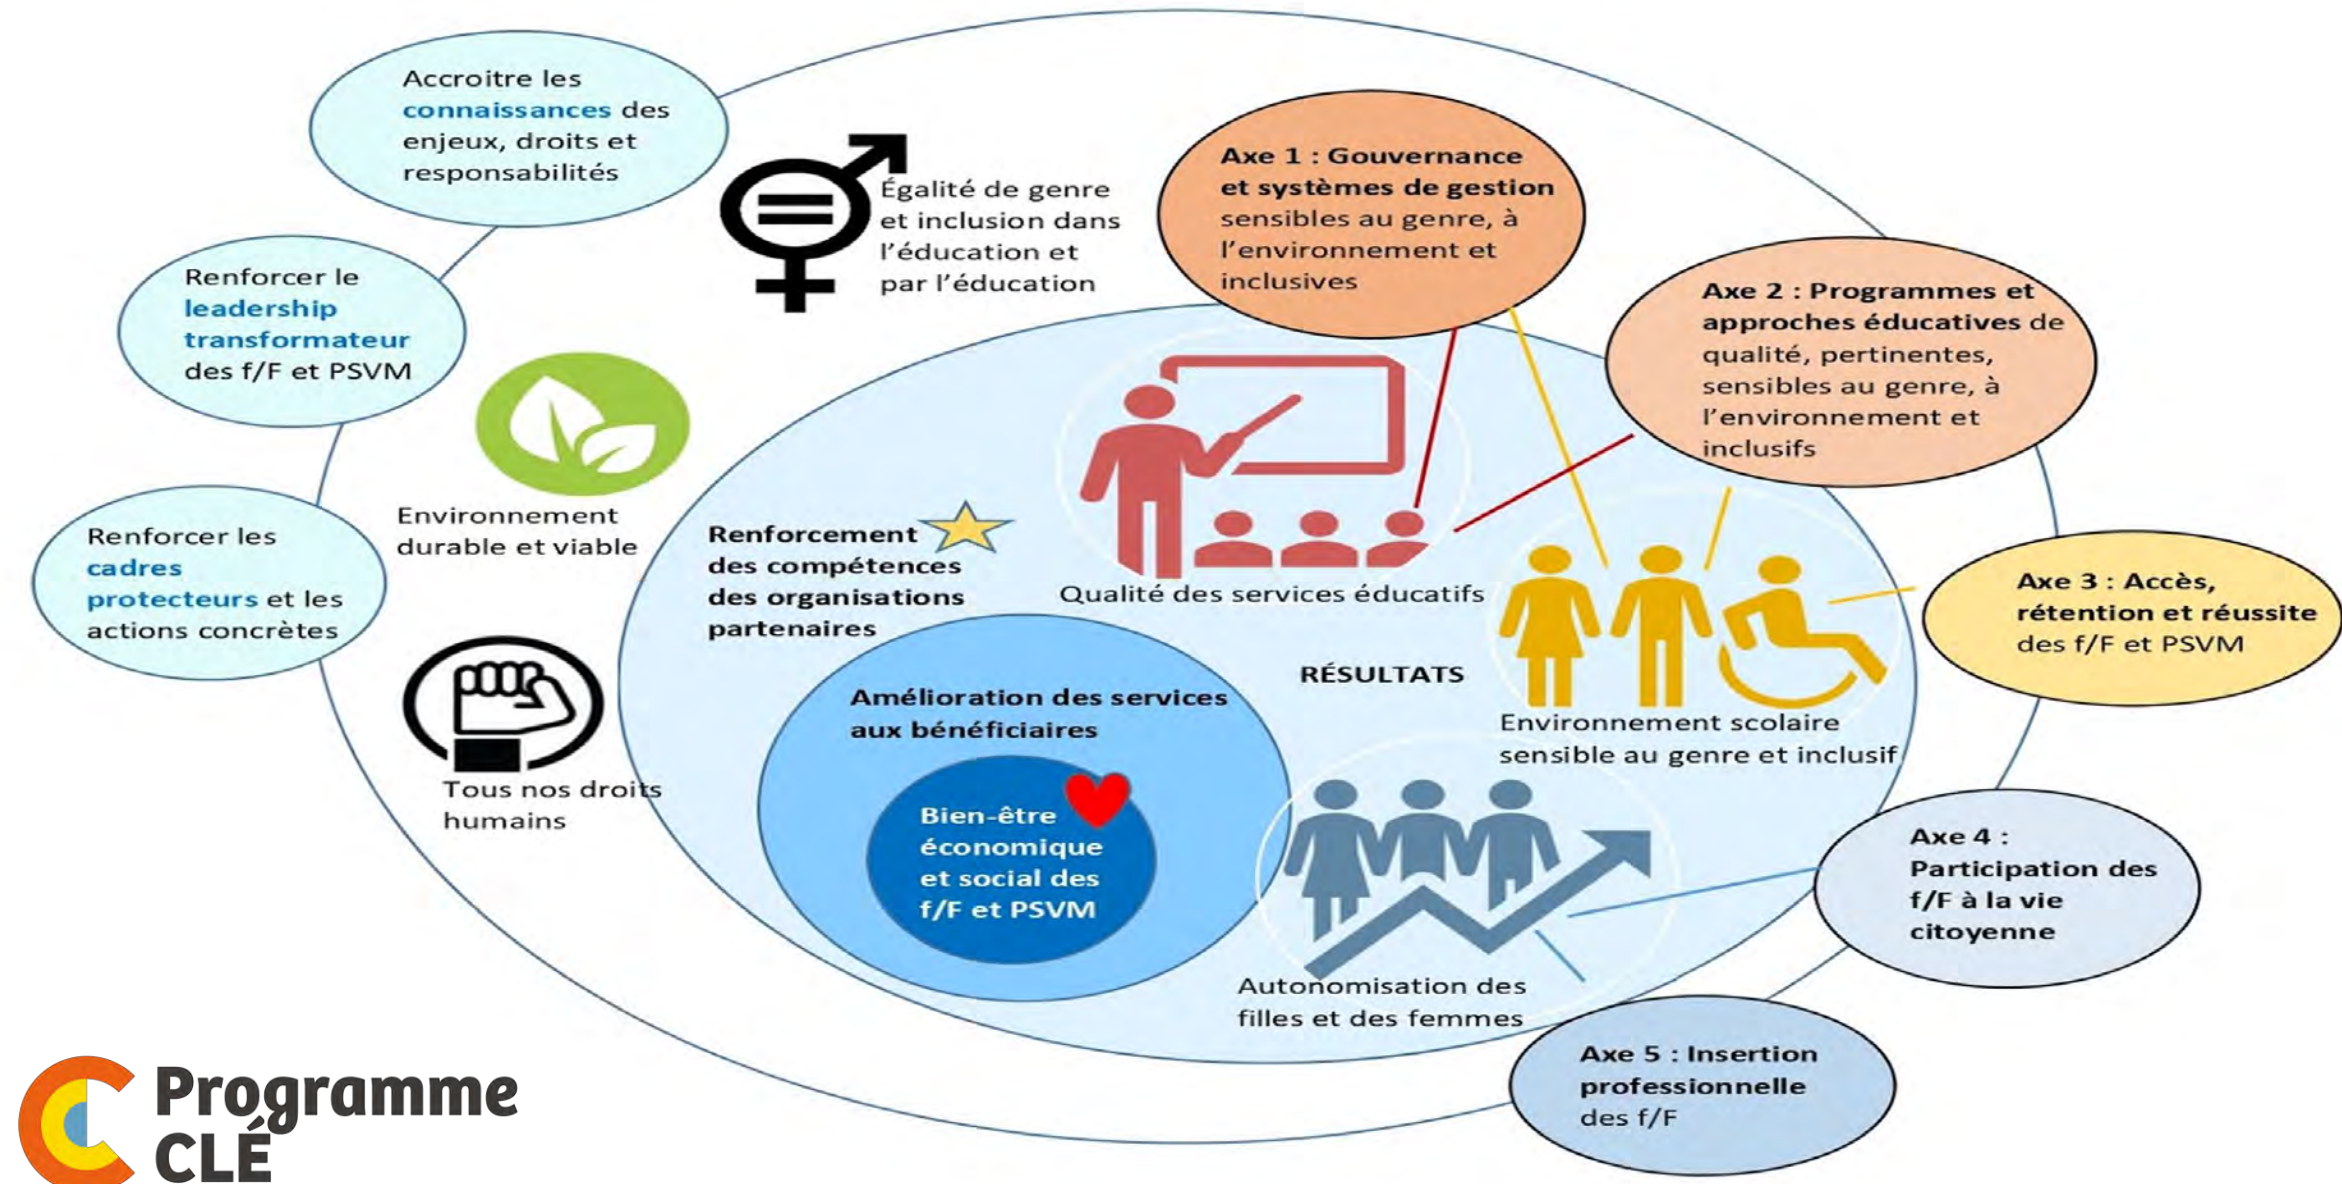 Accroitre les
connaissances des
enjeux, droits et
responsabilités
Renforcer le
leadership
transformateur
des f/F et PSVM
Renforcer les
cadres
protecteurs et les
actions concrètes
Égalité de genre
et inclusion dans
l'éducation et
par l'éducation
Environnement
durable et viable
Tous nos droits
humains
Axe 1 : Gouvernance
et systèmes de gestion
sensibles au genre, à
l'environnement et
inclusives
Axe 2 : Programmes et
approches éducatives de
qualité, pertinentes,
sensibles au genre, à
l'environnement et
inclusifs
Axe 3 : Accès,
rétention et réussite
des f/F et PSVM
Axe 4 :
Participation des
f/F à la vie
citoyenne
Axe 5 : Insertion
professionnelle
des f/F
Renforcement
des compétences
des organisations
partenaires
Qualité des services éducatifs
RÉSULTATS
Environnement scolaire
sensible au genre et inclusif
Amélioration des services
aux bénéficiaires
Bien-être
économique
et social des
f/F et PSVM
Autonomisation des
filles et des femmes
Programme
CLÉ